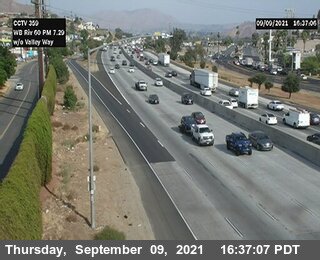 CCTV 359
WB Riv 60 PM 7.29
w/o Valley Way
09/09/2021 16:37:06
Thursday, September 09, 2021 16:37:07 PDT